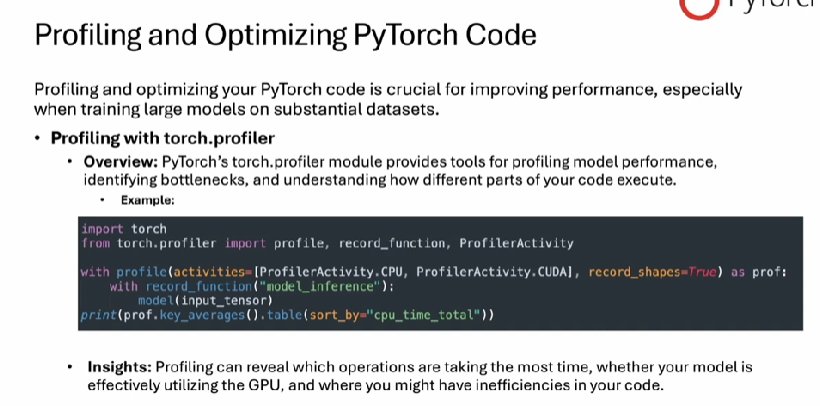 PyTorch
Profiling and Optimizing PyTorch Code
Profiling and optimizing your PyTorch code is crucial for improving performance, especially
when training large models on substantial datasets.
• Profiling with torch.profiler
• Overview: PyTorch's torch.profiler module provides tools for profiling model performance,
identifying bottlenecks, and understanding how different parts of your code execute.
• Example:
import torch
from torch.profiler import profile, record_function, ProfilerActivity
with profile(activities=[ProfilerActivity.CPU, ProfilerActivity.CUDA], record_shapes=True) as prof:
with record_function("model_inference"):
model(input_tensor)
print(prof.key_averages().table(sort_by="cpu_time_total"))
• Insights: Profiling can reveal which operations are taking the most time, whether your model is
effectively utilizing the GPU, and where you might have inefficiencies in your code.